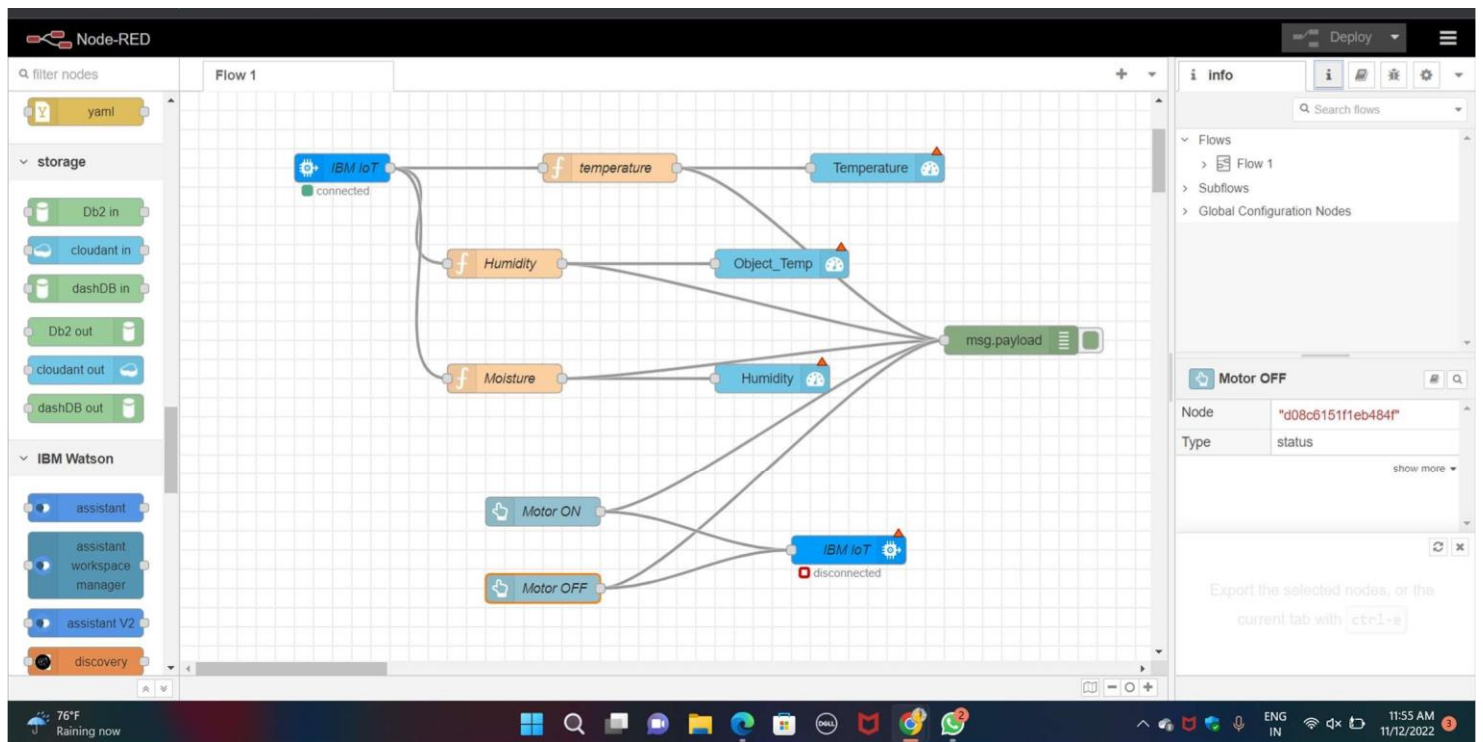 Node-RED
Deploy
filter nodes
Flow 1
i info
i
Search flows
yaml
storage
Db2 in
cloudant in
dashDB in
Db2 out
cloudant out
dashDB out
IBM Watson
assistant
assistant
workspace
manager
assistant V2
discovery
IBM IoT
connected
temperature
Temperature
Humidity
Object_Temp
msg.payload
Moisture
Humidity
Motor ON
IBM IoT
disconnected
Motor OFF
Flows
Flow 1
Subflows
Global Configuration Nodes
Motor OFF
Node
"d08c6151f1eb484f"
Type
status
show more
Export the selected nodes, or the
current tab with ctrl-e
76°F
Raining now
DELL
ENG
IN
11:55 AM
11/12/2022
3